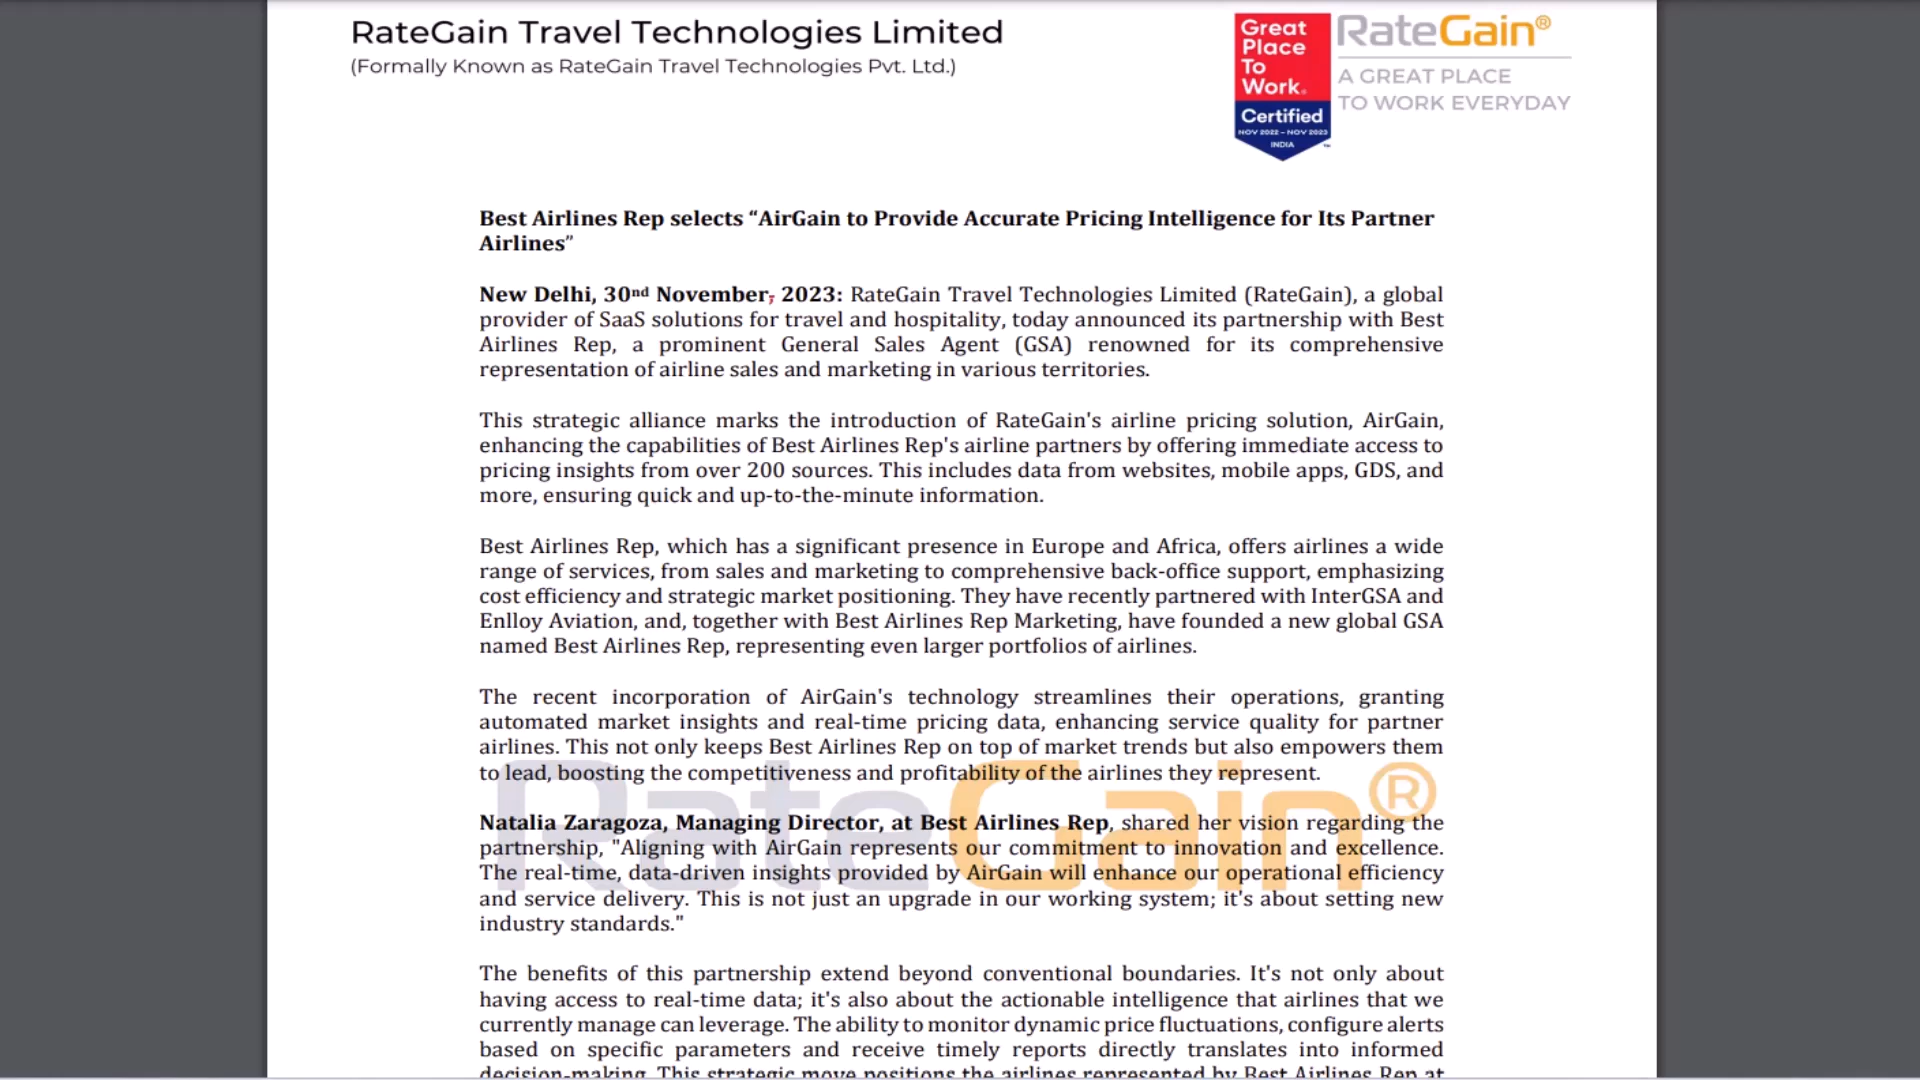 RateGain Travel Technologies Limited
(Formally Known as RateGain Travel Technologies Pvt. Ltd.)
Great
Place
To
Work.
Certified
NOV 2022 – NOV 2023
INDIA
RateGain®
A GREAT PLACE
TO WORK EVERYDAY
Best Airlines Rep selects “AirGain to Provide Accurate Pricing Intelligence for Its Partner
Airlines”
New Delhi, 30nd November, 2023: RateGain Travel Technologies Limited (RateGain), a global
provider of SaaS solutions for travel and hospitality, today announced its partnership with Best
Airlines Rep, a prominent General Sales Agent (GSA) renowned for its comprehensive
representation of airline sales and marketing in various territories.
This strategic alliance marks the introduction of RateGain's airline pricing solution, AirGain,
enhancing the capabilities of Best Airlines Rep's airline partners by offering immediate access to
pricing insights from over 200 sources. This includes data from websites, mobile apps, GDS, and
more, ensuring quick and up-to-the-minute information.
Best Airlines Rep, which has a significant presence in Europe and Africa, offers airlines a wide
range of services, from sales and marketing to comprehensive back-office support, emphasizing
cost efficiency and strategic market positioning. They have recently partnered with InterGSA and
Enlloy Aviation, and, together with Best Airlines Rep Marketing, have founded a new global GSA
named Best Airlines Rep, representing even larger portfolios of airlines.
The recent incorporation of AirGain's technology streamlines their operations, granting
automated market insights and real-time pricing data, enhancing service quality for partner
airlines. This not only keeps Best Airlines Rep on top of market trends but also empowers them
to lead, boosting the competitiveness and profitability of the airlines they represent.
RateGain®
Natalia Zaragoza, Managing Director, at Best Airlines Rep, shared her vision regarding the
partnership, "Aligning with AirGain represents our commitment to innovation and excellence.
The real-time, data-driven insights provided by AirGain will enhance our operational efficiency
and service delivery. This is not just an upgrade in our working system; it's about setting new
industry standards."
The benefits of this partnership extend beyond conventional boundaries. It's not only about
having access to real-time data; it's also about the actionable intelligence that airlines that we
currently manage can leverage. The ability to monitor dynamic price fluctuations, configure alerts
based on specific parameters and receive timely reports directly translates into informed
decision-making. This strategic move positions the airlines represented by Best Airlines Rep at